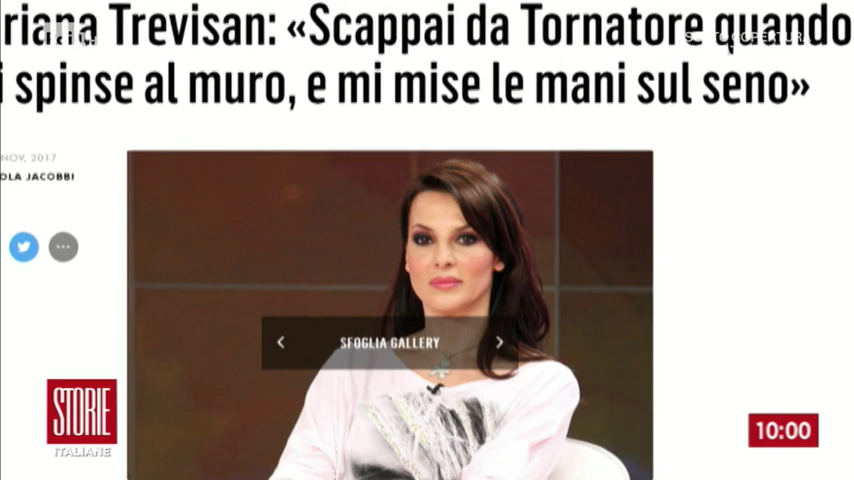 riana Trevisan: «Scappai da Tornatore quando
i spinse al muro, e mi mise le mani sul seno»
NOV, 2017
OLA JACOBBI
SFOGLIA GALLERY
STORIE
ITALIANE
10:00